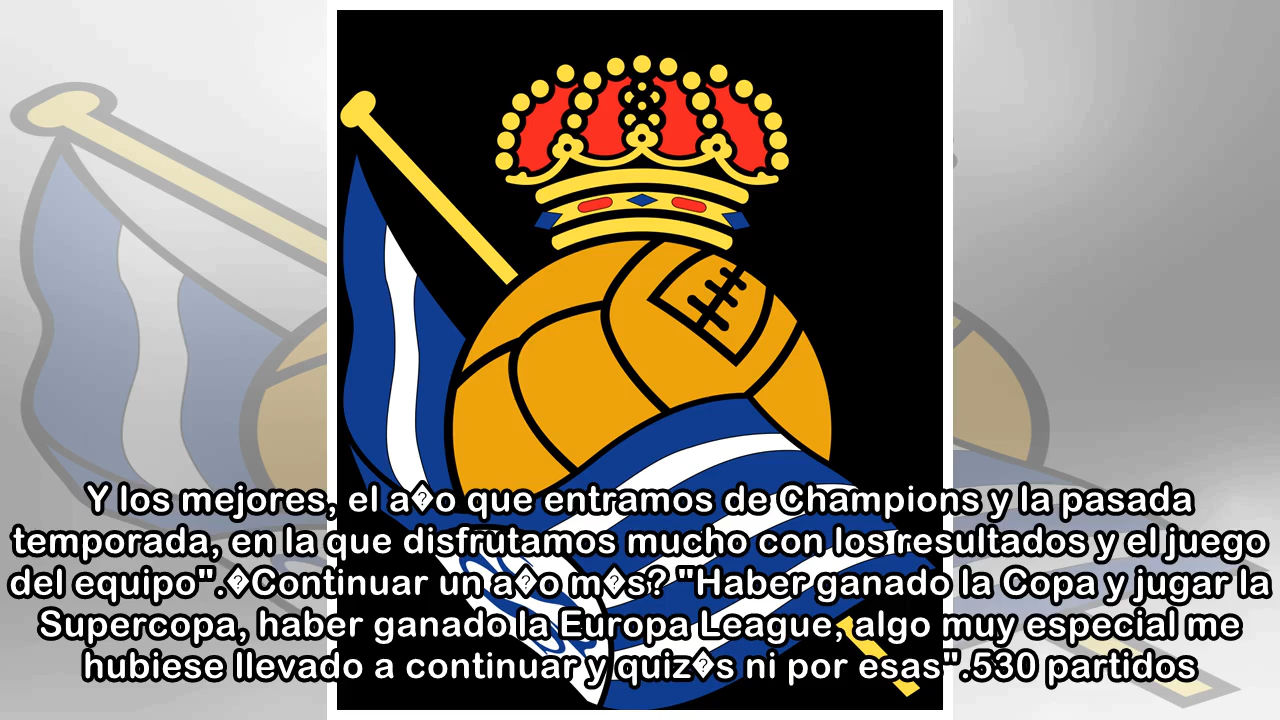 Y los mejores, el a�o que entramos de Champions y la pasada
temporada, en la que disfrutamos mucho con los resultados y el juego
del equipo".�Continuar un a�o m�s? "Haber ganado la Copa y jugar la
Supercopa, haber ganado la Europa League, algo muy especial me
hubiese llevado a continuar y quiz�s ni por esas".530 partidos